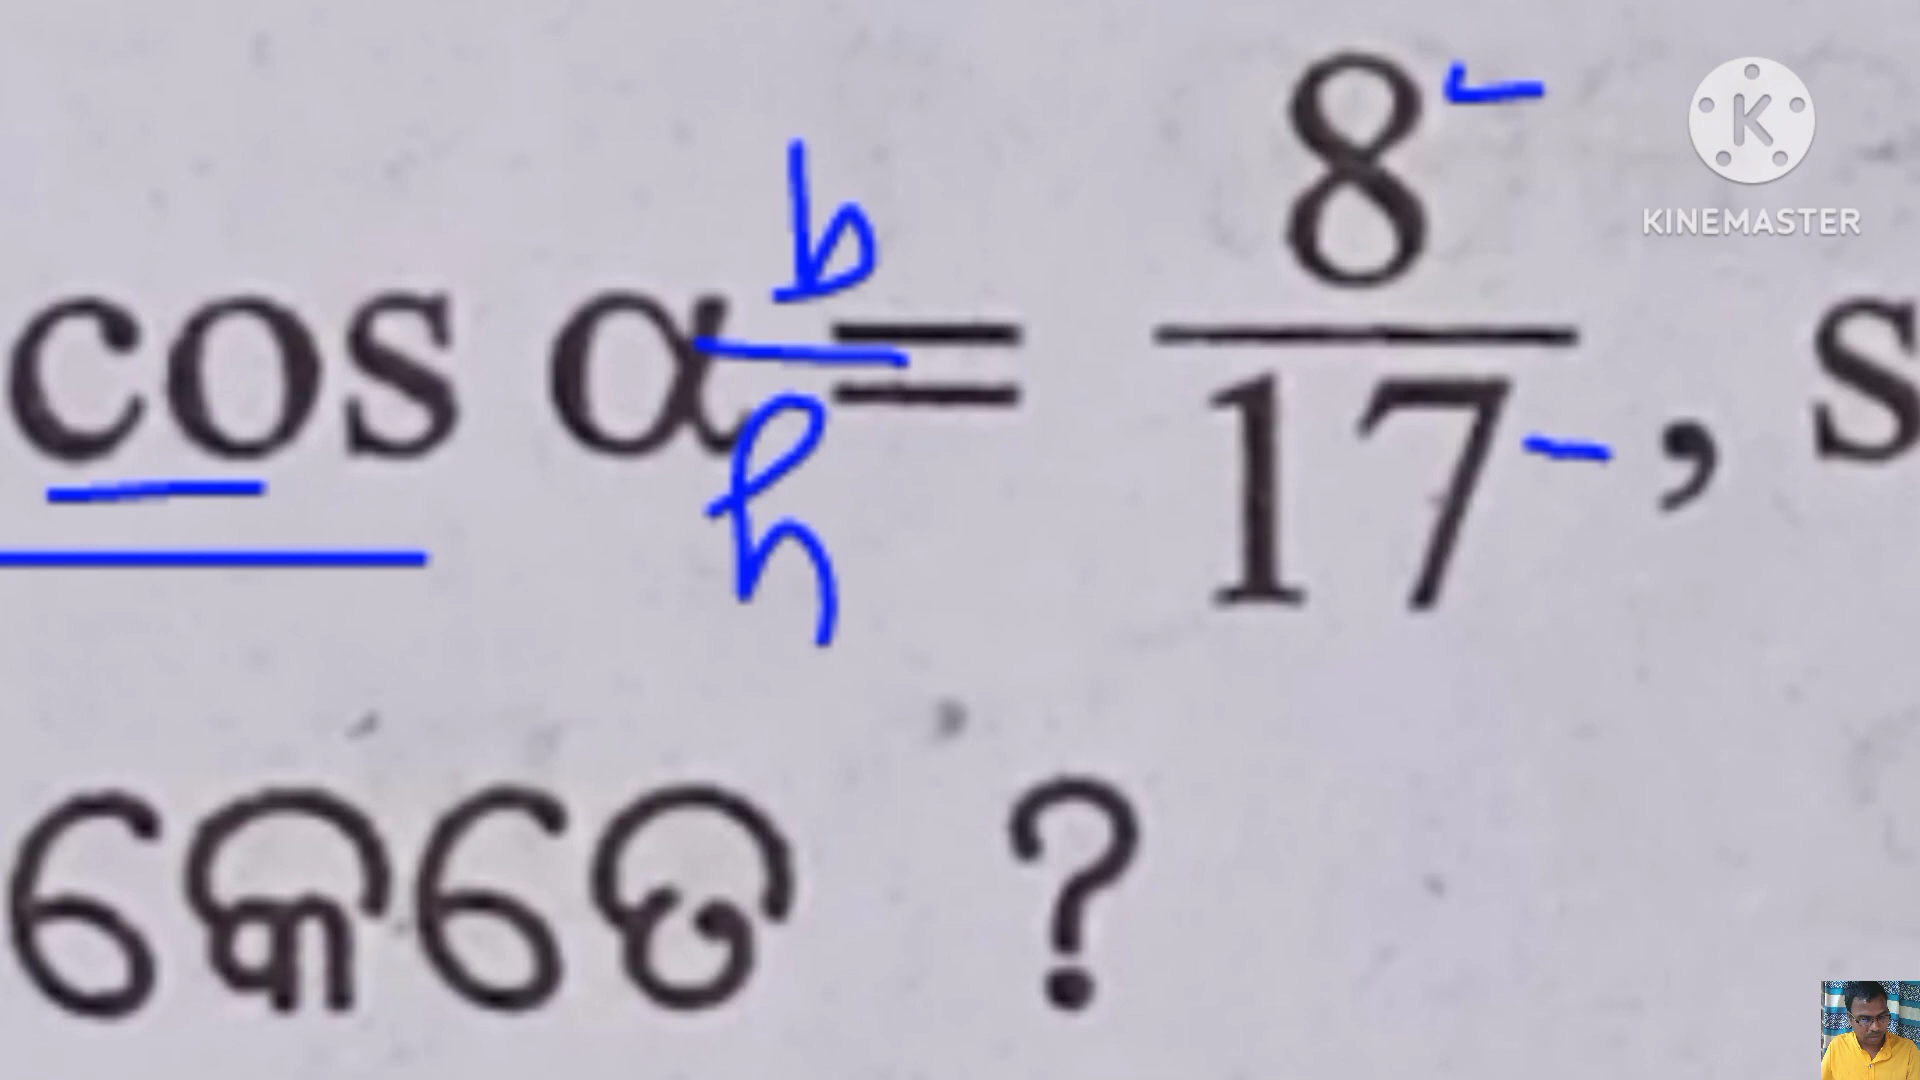 cos α = 8/17, s
b/h
କେତେ ?
KINEMASTER